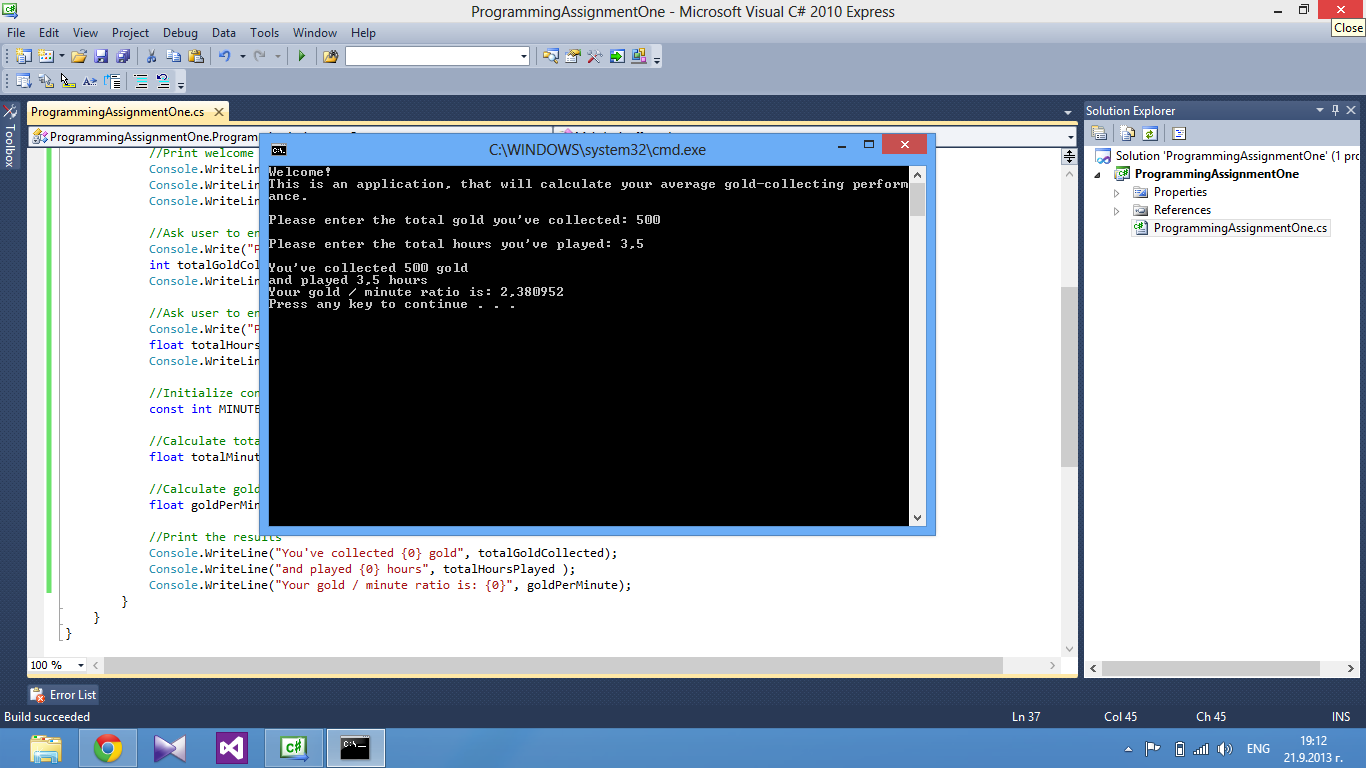 ProgrammingAssignmentOne - Microsoft Visual C# 2010 Express
Close
File Edit View Project Debug Data Tools Window Help
Toolbox
ProgrammingAssignmentOne.cs
ProgrammingAssignmentOne.Program
//Print welcome
Console.WriteLin
Console.WriteLin
Console.WriteLin
//Ask user to en
Console.Write("P
int totalGoldCol
Console.WriteLin
//Ask user to en
Console.Write("P
float totalHours
Console.WriteLin
//Initialize con
const int MINUTE
//Calculate tota
float totalMinut
//Calculate gold
float goldPerMin
//Print the results
Console.WriteLine("You've collected {0} gold", totalGoldCollected);
Console.WriteLine("and played {0} hours", totalHoursPlayed );
Console.WriteLine("Your gold / minute ratio is: {0}", goldPerMinute);
}
}
}
100 %
C:\WINDOWS\system32\cmd.exe
Welcome!
This is an application, that will calculate your average gold-collecting perform
ance.
Please enter the total gold you've collected: 500
Please enter the total hours you've played: 3,5
You've collected 500 gold
and played 3,5 hours
Your gold / minute ratio is: 2,380952
Press any key to continue . . .
Solution Explorer
Solution 'ProgrammingAssignmentOne' (1 pro
ProgrammingAssignmentOne
Properties
References
ProgrammingAssignmentOne.cs
Error List
Build succeeded Ln 37 Col 45 Ch 45 INS
ENG 19:12
21.9.2013 г.